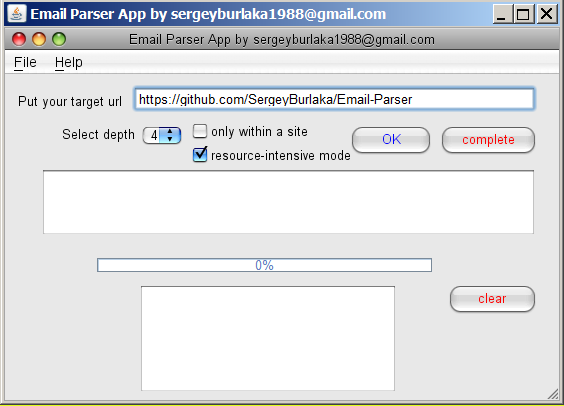 Email Parser App by sergeyburlaka1988@gmail.com
Email Parser App by sergeyburlaka1988@gmail.com
File Help
Put your target url https://github.com/SergeyBurlaka/Email-Parser
Select depth 4 only within a site
resource-intensive mode OK complete
0%
clear